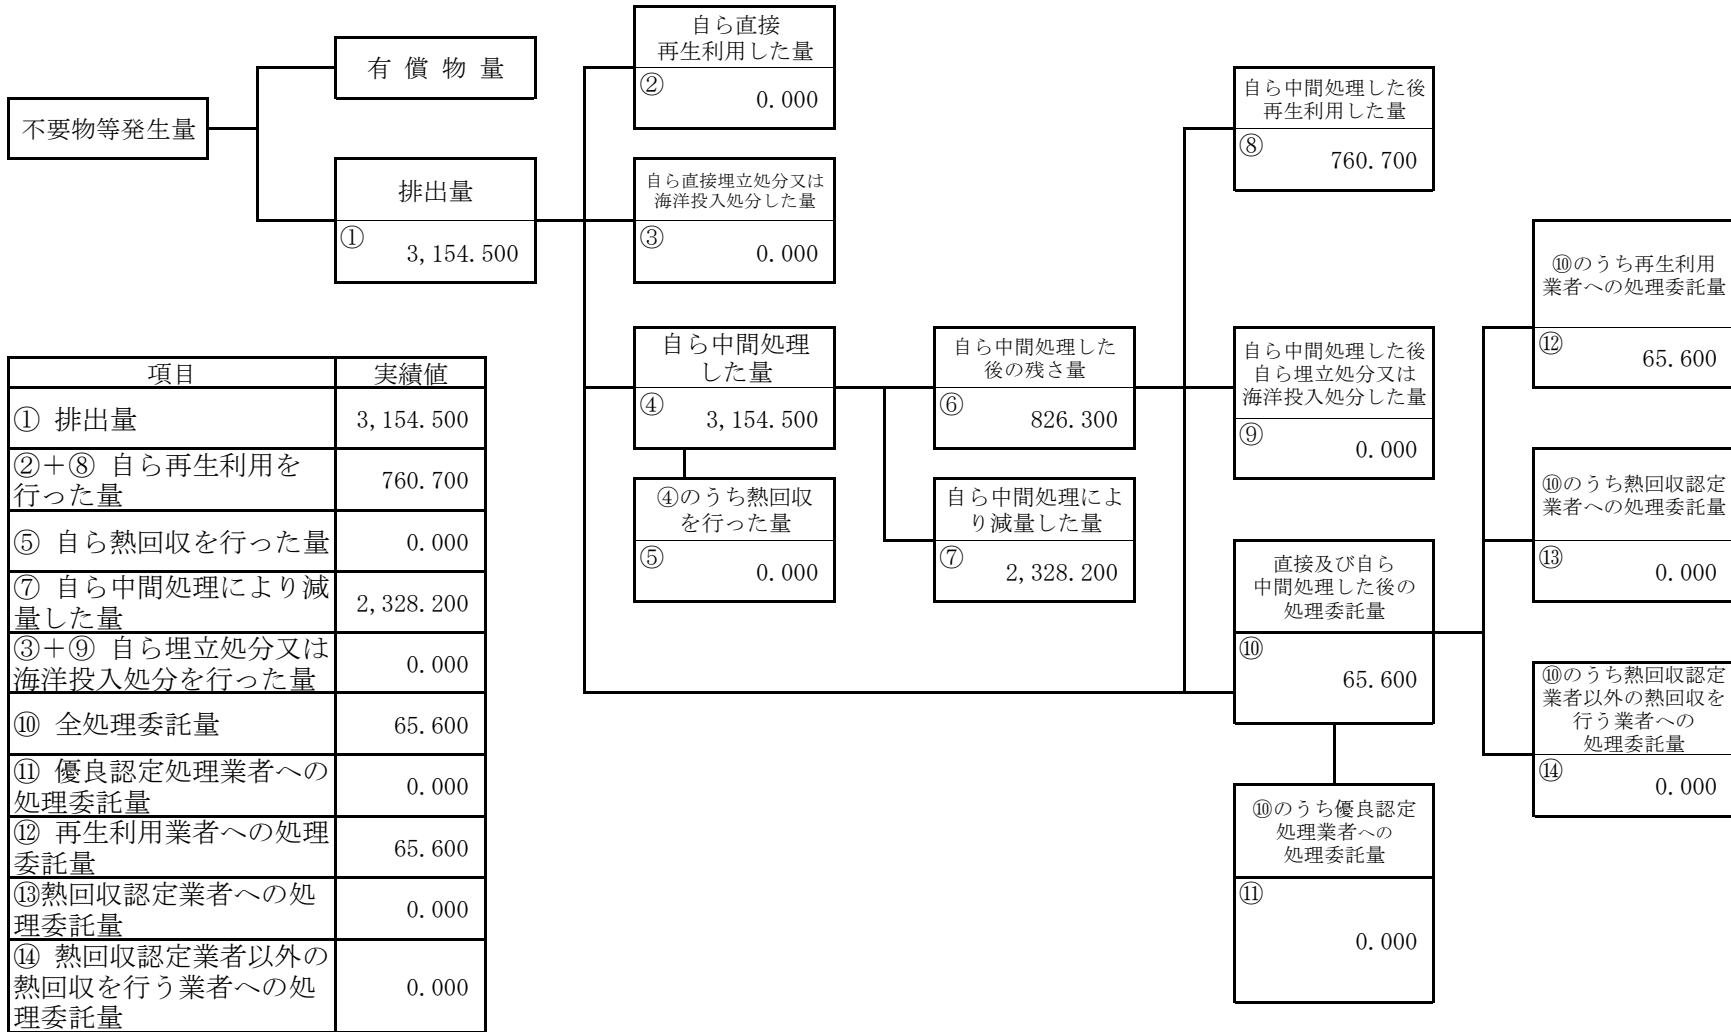 不要物等発生量
有 償 物 量
排出量
①
3,154.500
自ら直接
再生利用した量
②
0.000
自ら直接埋立処分又は
海洋投入処分した量
③
0.000
自ら中間処理
した量
④
3,154.500
④のうち熱回収
を行った量
⑤
0.000
自ら中間処理した
後の残さ量
⑥
826.300
自ら中間処理によ
り減量した量
⑦
2,328.200
自ら中間処理した後
再生利用した量
⑧
760.700
自ら中間処理した後
自ら埋立処分又は
海洋投入処分した量
⑨
0.000
直接及び自ら
中間処理した後の
処理委託量
⑩
65.600
⑩のうち優良認定
処理業者への
処理委託量
⑪
0.000
⑩のうち再生利用
業者への処理委託量
⑫
65.600
⑩のうち熱回収認定
業者への処理委託量
⑬
0.000
⑩のうち熱回収認定
業者以外の熱回収を
行う業者への
処理委託量
⑭
0.000
項目 実績値
① 排出量 3,154.500
②＋⑧ 自ら再生利用を
行った量 760.700
⑤ 自ら熱回収を行った量 0.000
⑦ 自ら中間処理により減
量した量 2,328.200
③＋⑨ 自ら埋立処分又は
海洋投入処分を行った量 0.000
⑩ 全処理委託量 65.600
⑪ 優良認定処理業者への
処理委託量 0.000
⑫ 再生利用業者への処理
委託量 65.600
⑬熱回収認定業者への処
理委託量 0.000
⑭ 熱回収認定業者以外の
熱回収を行う業者への処
理委託量 0.000